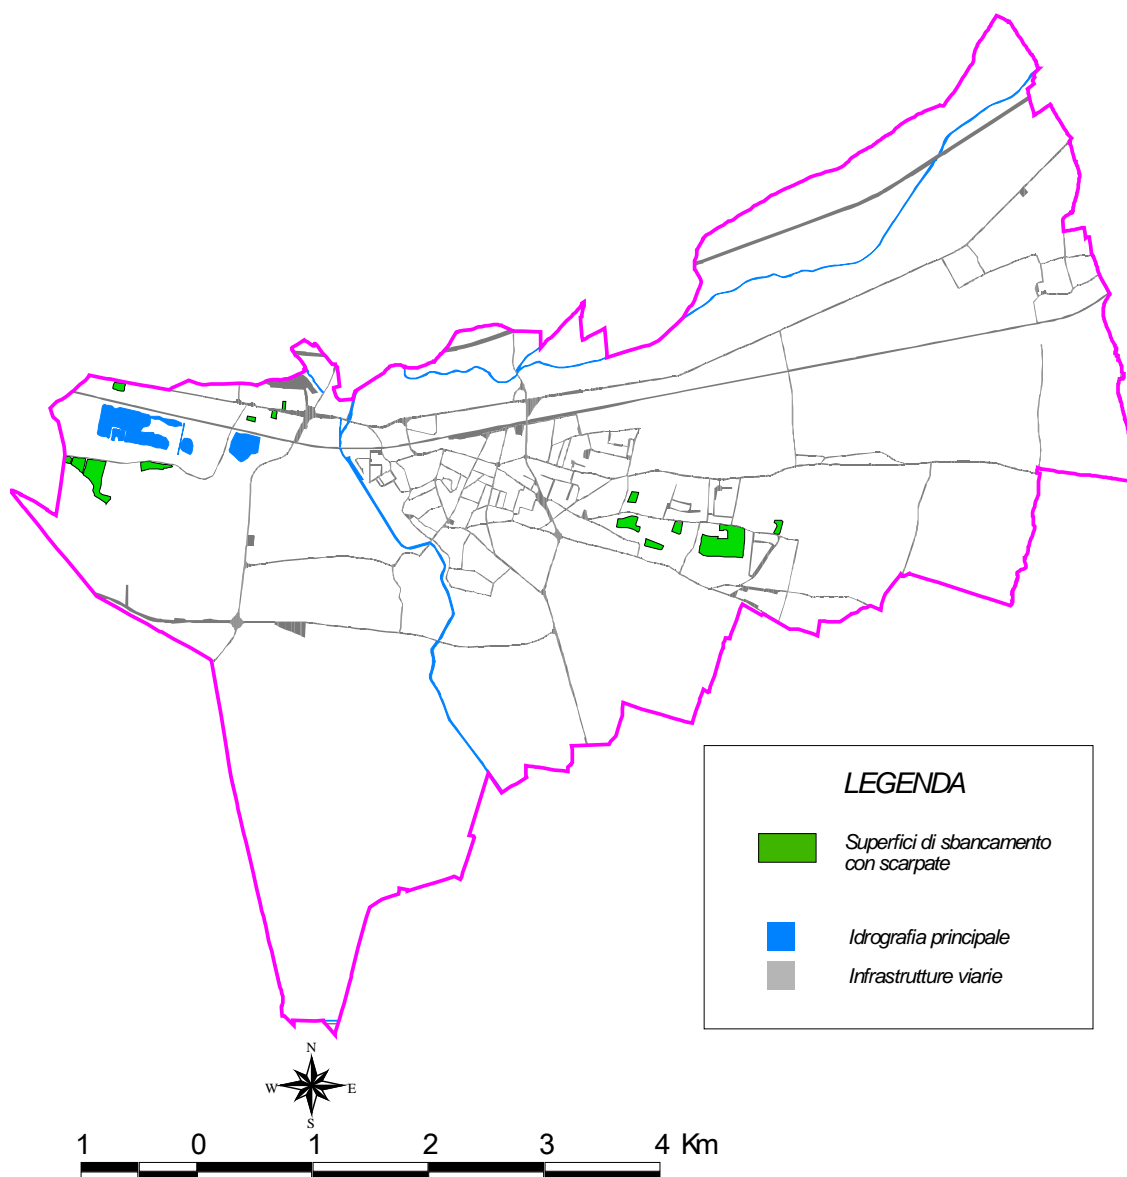 LEGENDA
Superfici di sbancamento
con scarpate
Idrografia principale
Infrastrutture viarie
N
W E
S
1 0 1 2 3 4 Km